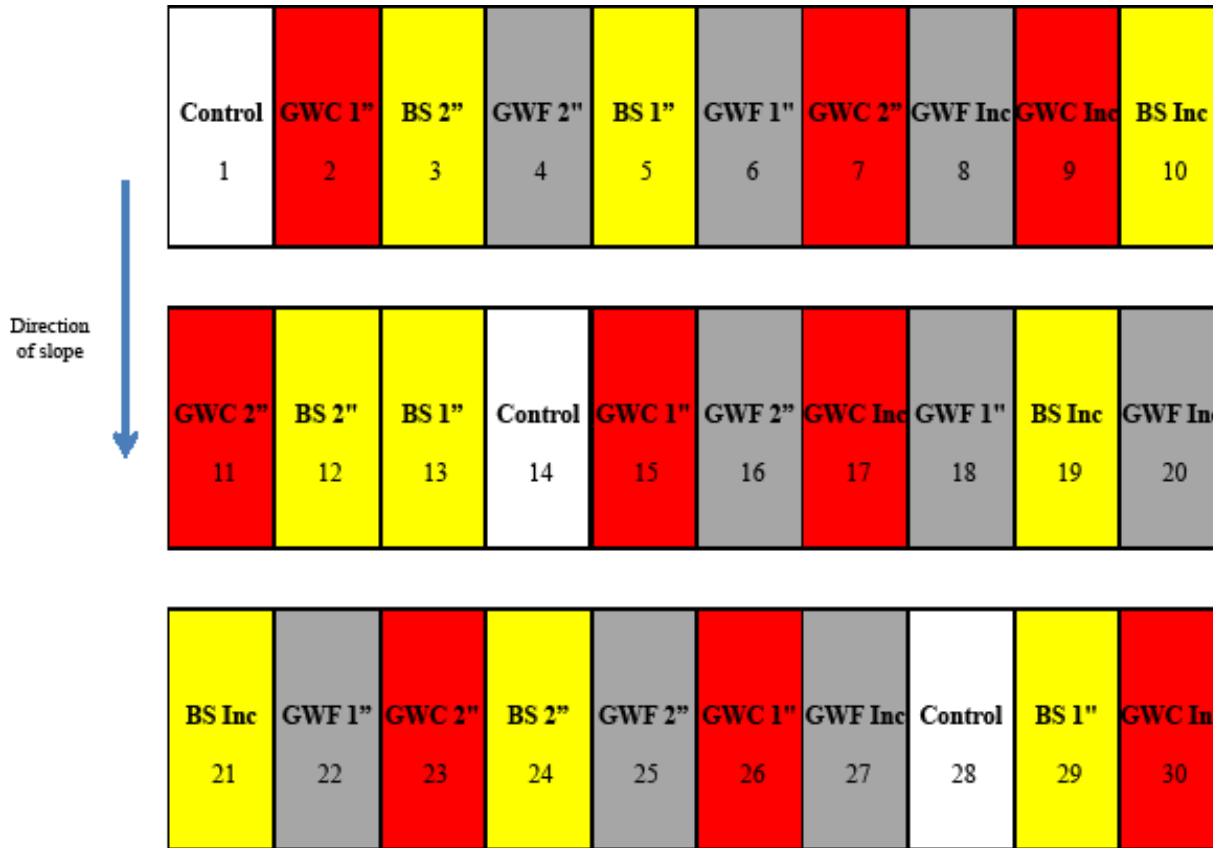 Control GWC 1” BS 2” GWF 2" BS 1” GWF 1" GWC 2” GWF Inc GWC Inc BS Inc
1 2 3 4 5 6 7 8 9 10
Direction
of slope
GWC 2” BS 2" BS 1” Control GWC 1" GWF 2” GWC Inc GWF 1" BS Inc GWF Inc
11 12 13 14 15 16 17 18 19 20
BS Inc GWF 1” GWC 2" BS 2” GWF 2” GWC 1" GWF Inc Control BS 1" GWC In
21 22 23 24 25 26 27 28 29 30